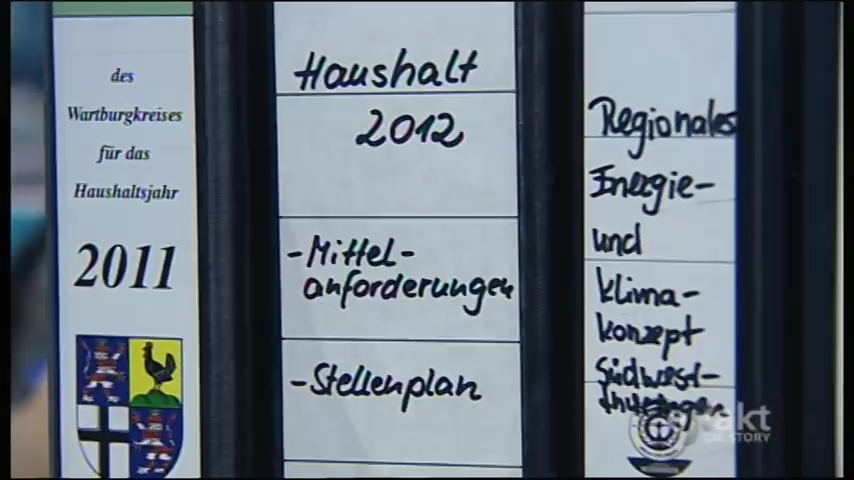 des
Wartburgkreises
für das
Haushaltsjahr
2011
Haushalt
2012
-Mittel-
anforderungen
-Stellenplan
Regionales
Energie-
und
klima-
konzept
Südwest-
thüringen
exakt
DIE STORY